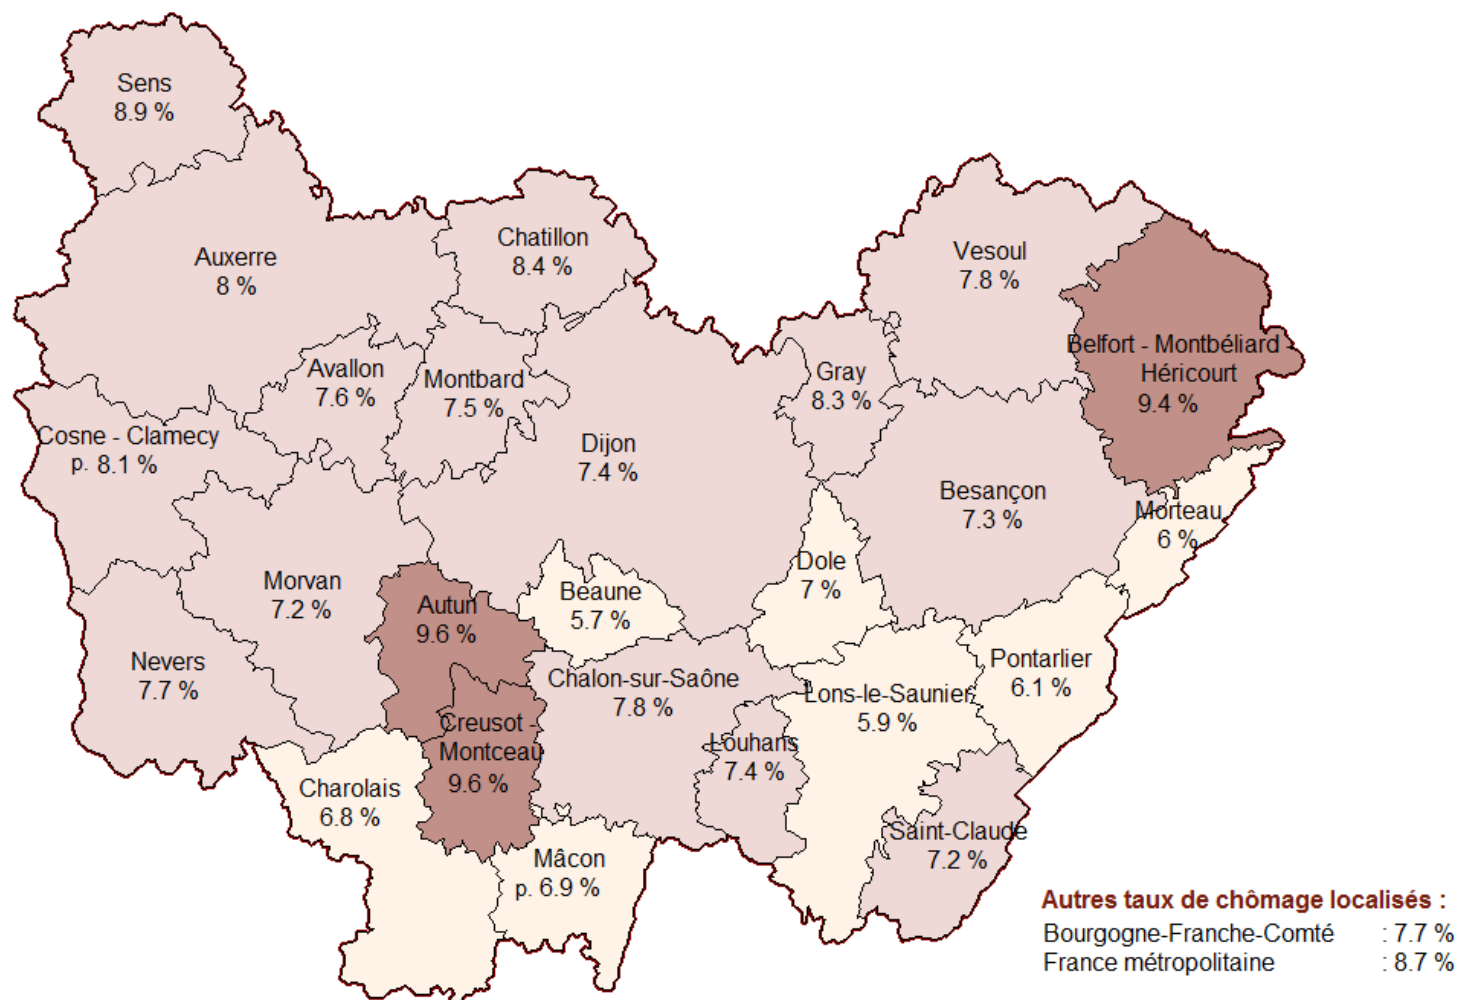 Sens
8.9 %
Auxerre
8 %
Chatillon
8.4 %
Vesoul
7.8 %
Belfort - Montbéliard -
Héricourt
9.4 %
Avallon
7.6 %
Montbard
7.5 %
Gray
8.3 %
Cosne - Clamecy
p. 8.1 %
Dijon
7.4 %
Besançon
7.3 %
Morteau
6 %
Morvan
7.2 %
Autun
9.6 %
Beaune
5.7 %
Dole
7 %
Nevers
7.7 %
Chalon-sur-Saône
7.8 %
Lons-le-Saunier
5.9 %
Pontarlier
6.1 %
Creusot -
Montceau
9.6 %
Louhans
7.4 %
Charolais
6.8 %
Saint-Claude
7.2 %
Mâcon
p. 6.9 %
Autres taux de chômage localisés :
Bourgogne-Franche-Comté : 7.7 %
France métropolitaine : 8.7 %